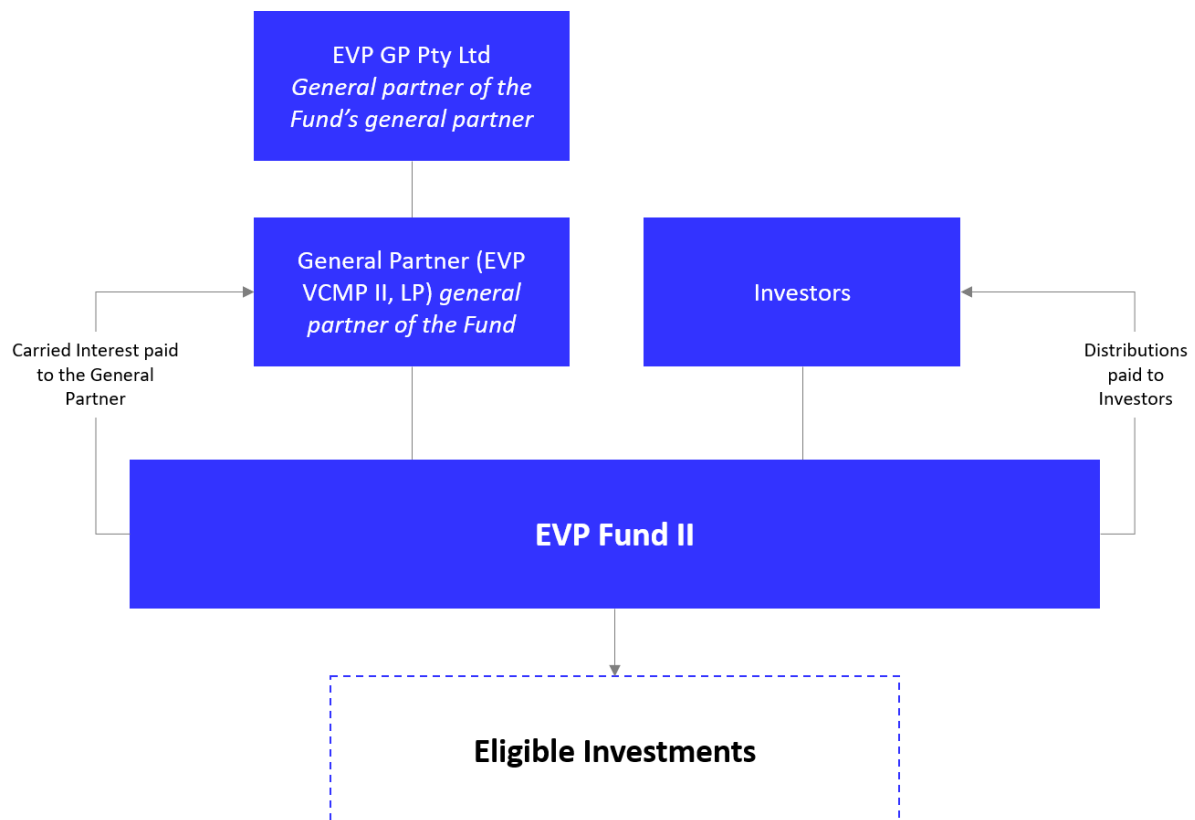 EVP GP Pty Ltd
General partner of the
Fund’s general partner
General Partner (EVP
VCMP II, LP) general
partner of the Fund
Investors
Carried Interest paid
to the General
Partner
Distributions
paid to
Investors
EVP Fund II
Eligible Investments